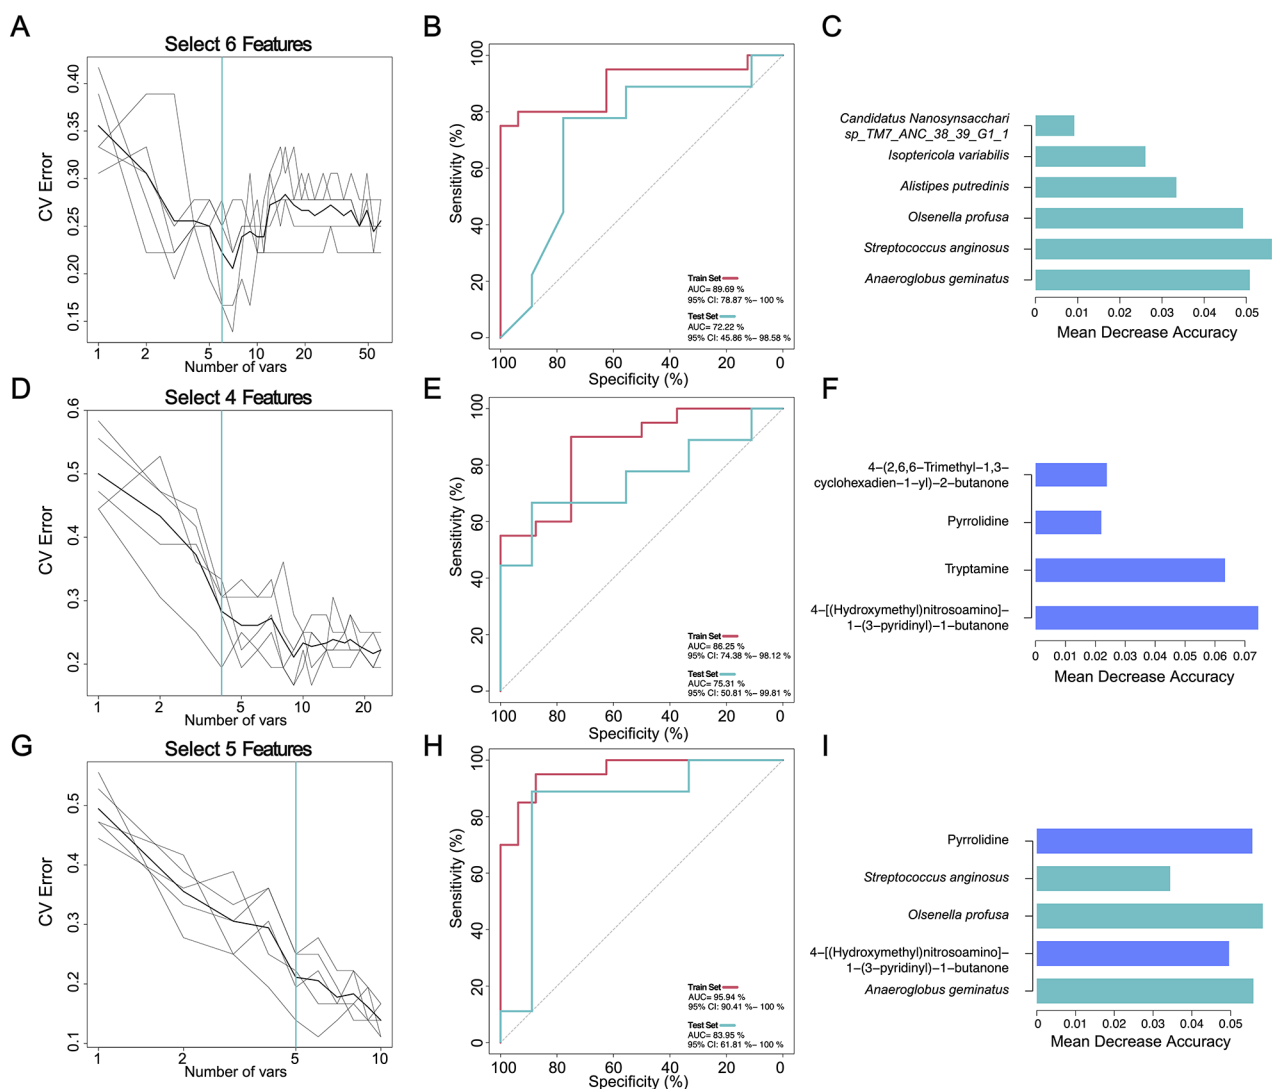 A
Select 6 Features
CV Error
0.40
0.35
0.30
0.25
0.20
0.15
1 2 5 10 20 50
Number of vars
B
Sensitivity (%)
100
80
60
40
20
0
Train Set
AUC= 89.69 %
95% CI: 78.87 %– 100 %
Test Set
AUC= 72.22 %
95% CI: 45.86 %– 98.58 %
100 80 60 40 20 0
Specificity (%)
C
Candidatus Nanosynsacchari
sp_TM7_ANC_38_39_G1_1
Isoptericola variabilis
Alistipes putredinis
Olsenella profusa
Streptococcus anginosus
Anaeroglobus geminatus
0 0.01 0.02 0.03 0.04 0.05
Mean Decrease Accuracy
D
Select 4 Features
CV Error
0.6
0.5
0.4
0.3
0.2
1 2 5 10 20
Number of vars
E
Sensitivity (%)
100
80
60
40
20
0
Train Set
AUC= 86.25 %
95% CI: 74.38 %– 98.12 %
Test Set
AUC= 75.31 %
95% CI: 50.81 %– 99.81 %
100 80 60 40 20 0
Specificity (%)
F
4–(2,6,6–Trimethyl–1,3–
cyclohexadien–1–yl)–2–butanone
Pyrrolidine
Tryptamine
4–[(Hydroxymethyl)nitrosoamino]–
1–(3–pyridinyl)–1–butanone
0 0.01 0.02 0.03 0.04 0.05 0.06 0.07
Mean Decrease Accuracy
G
Select 5 Features
CV Error
0.5
0.4
0.3
0.2
0.1
1 2 5 10
Number of vars
H
Sensitivity (%)
100
80
60
40
20
0
Train Set
AUC= 95.94 %
95% CI: 90.41 %– 100 %
Test Set
AUC= 83.95 %
95% CI: 61.81 %– 100 %
100 80 60 40 20 0
Specificity (%)
I
Pyrrolidine
Streptococcus anginosus
Olsenella profusa
4–[(Hydroxymethyl)nitrosoamino]–
1–(3–pyridinyl)–1–butanone
Anaeroglobus geminatus
0 0.01 0.02 0.03 0.04 0.05
Mean Decrease Accuracy